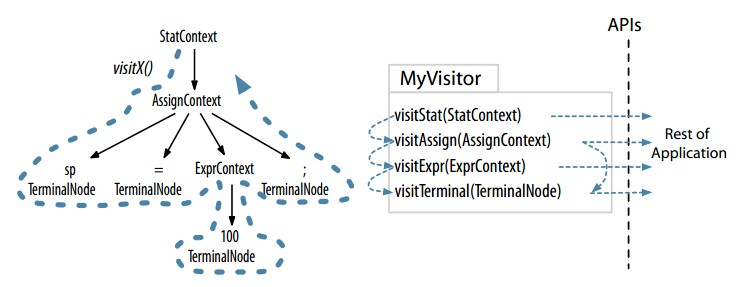 StatContext
visitX()
AssignContext
sp
TerminalNode
=
TerminalNode
ExprContext
;
TerminalNode
100
TerminalNode
APIs
MyVisitor
visitStat(StatContext)
visitAssign(AssignContext)
visitExpr(ExprContext)
visitTerminal(TerminalNode)
Rest of
Application